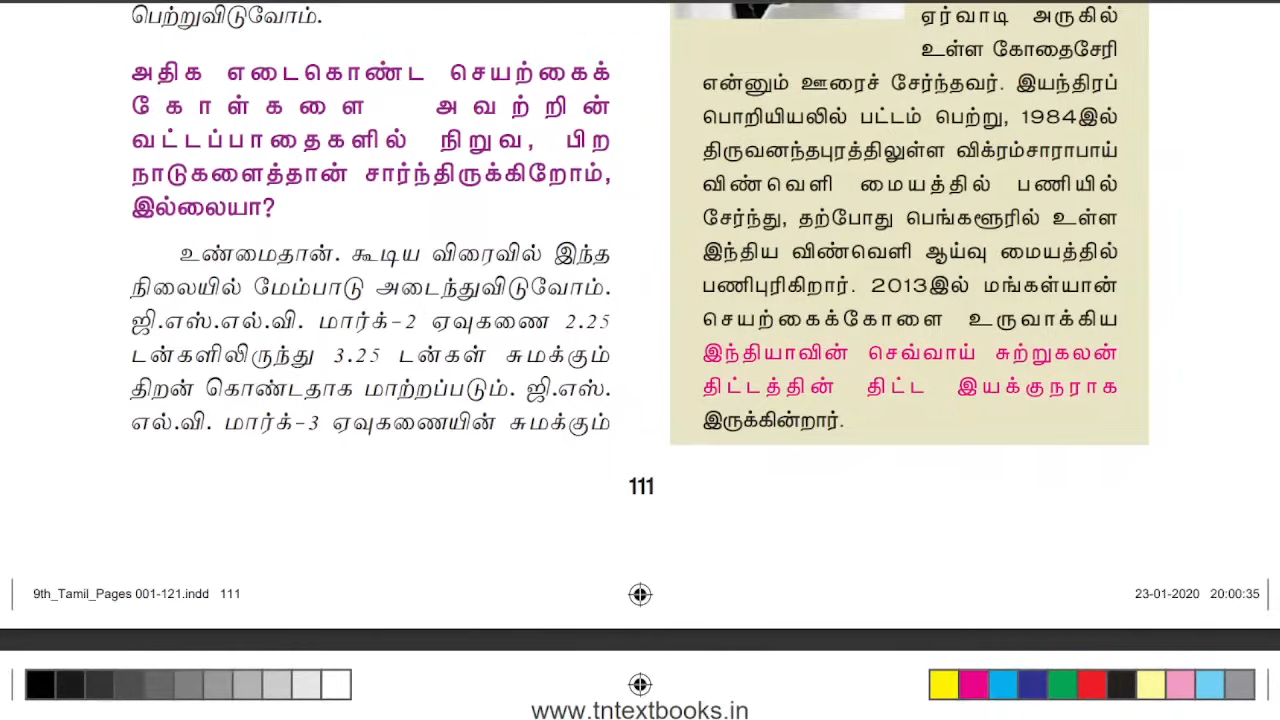 பெற்றுவிடுவோம்.
அதிக எடைகொண்ட செயற்கைக்
கோள்களை அவற்றின்
வட்டப்பாதைகளில் நிறுவ, பிற
நாடுகளைத்தான் சார்ந்திருக்கிறோம்,
இல்லையா?
உண்மைதான். கூடிய விரைவில் இந்த
நிலையில் மேம்பாடு அடைந்துவிடுவோம்.
ஜி.எஸ்.எல்.வி. மார்க்-2 ஏவுகணை 2.25
டன்களிலிருந்து 3.25 டன்கள் சுமக்கும்
திறன் கொண்டதாக மாற்றப்படும். ஜி.எஸ்.
எல்.வி. மார்க்-3 ஏவுகணையின் சுமக்கும்
ஏர்வாடி அருகில்
உள்ள கோதைசேரி
என்னும் ஊரைச் சேர்ந்தவர். இயந்திரப்
பொறியியலில் பட்டம் பெற்று, 1984இல்
திருவனந்தபுரத்திலுள்ள விக்ரம்சாராபாய்
விண்வெளி மையத்தில் பணியில்
சேர்ந்து, தற்போது பெங்களூரில் உள்ள
இந்திய விண்வெளி ஆய்வு மையத்தில்
பணிபுரிகிறார். 2013இல் மங்கள்யான்
செயற்கைக்கோளை உருவாக்கிய
இந்தியாவின் செவ்வாய் சுற்றுகலன்
திட்டத்தின் திட்ட இயக்குநராக
இருக்கின்றார்.
111
9th_Tamil_Pages 001-121.indd 111
23-01-2020 20:00:35
www.tntextbooks.in